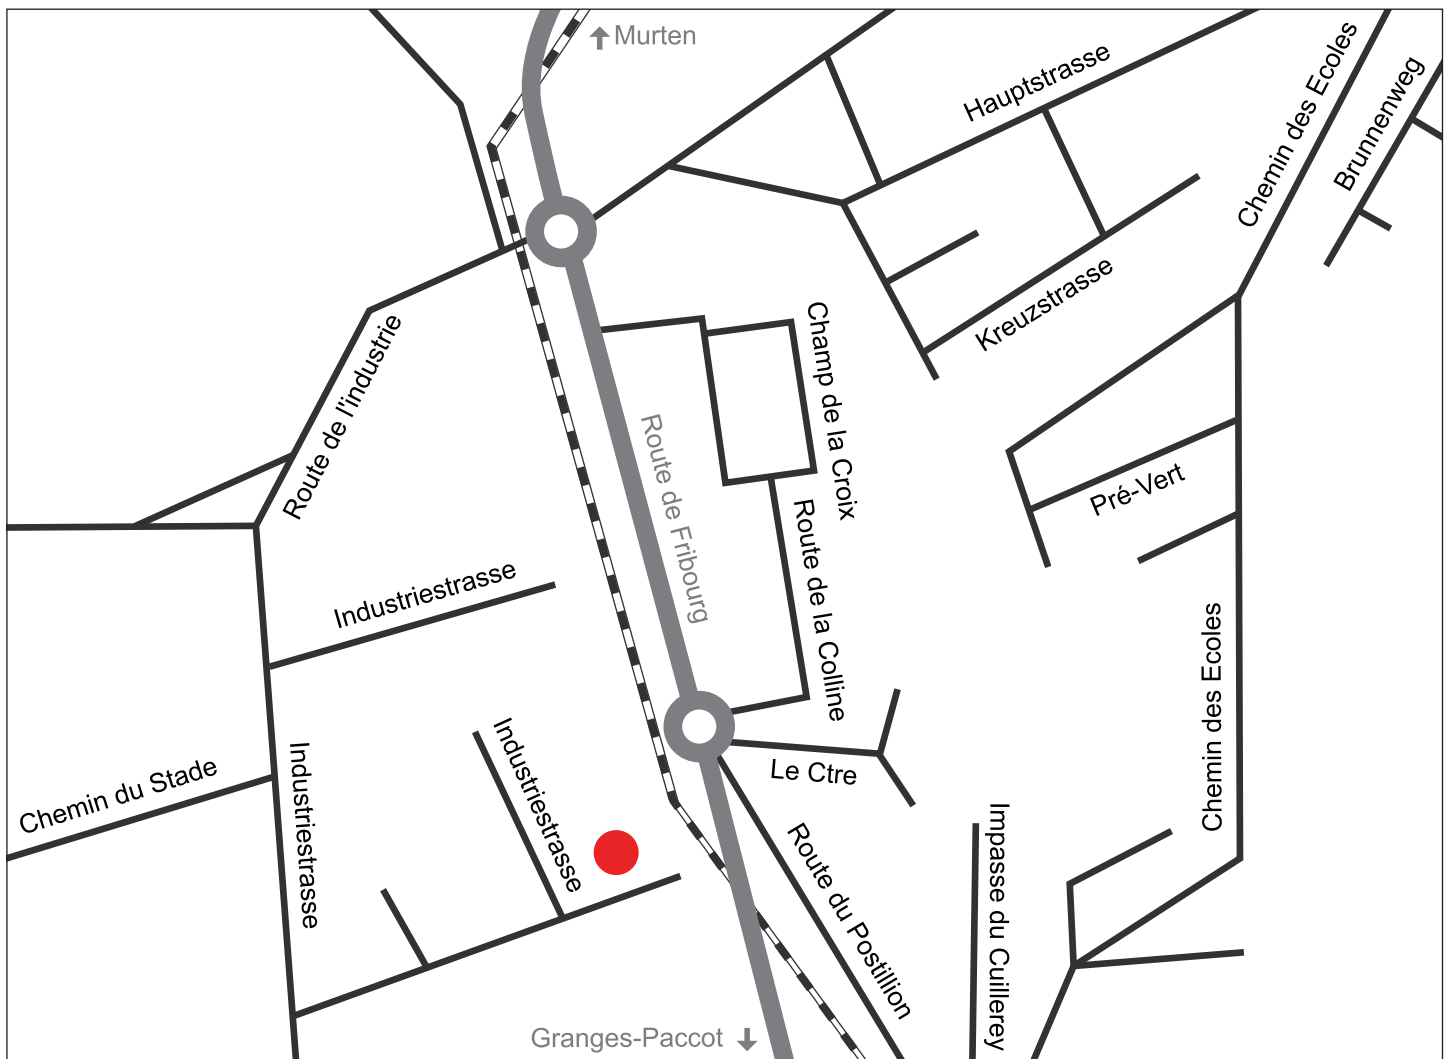 Murten
Hauptstrasse
Chemin des Ecoles
Brunnenweg
Kreuzstrasse
Route de l'industrie
Champ de la Croix
Route de Fribourg
Pré-Vert
Route de la Colline
Industriestrasse
Chemin des Ecoles
Chemin du Stade
Industriestrasse
Industriestrasse
Le Ctre
Route du Postillion
Impasse du Cuillerey
Granges-Paccot